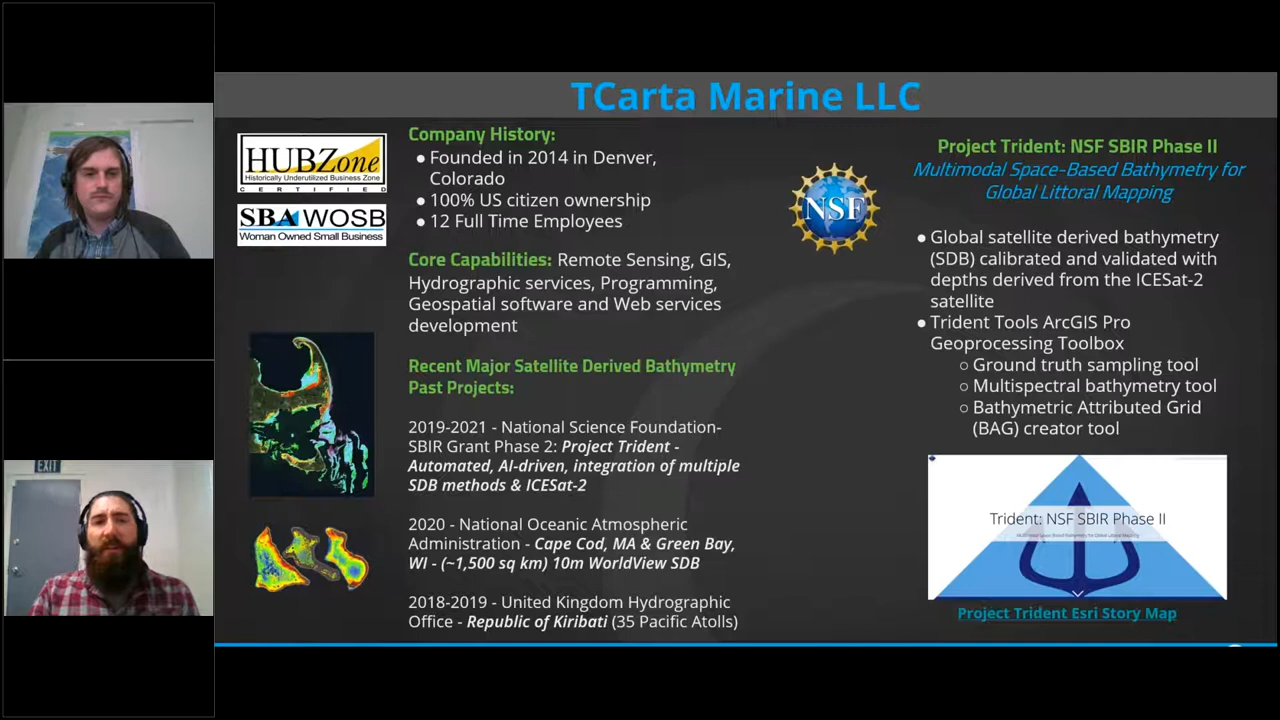 TCarta Marine LLC
HUBZone
Historically Underutilized Business Zone
CERTIFIED
SBA WOSB
Woman Owned Small Business
Company History:
● Founded in 2014 in Denver,
Colorado
● 100% US citizen ownership
● 12 Full Time Employees
Core Capabilities: Remote Sensing, GIS,
Hydrographic services, Programming,
Geospatial software and Web services
development
Recent Major Satellite Derived Bathymetry
Past Projects:
2019-2021 - National Science Foundation-
SBIR Grant Phase 2: Project Trident -
Automated, AI-driven, integration of multiple
SDB methods & ICESat-2
2020 - National Oceanic Atmospheric
Administration - Cape Cod, MA & Green Bay,
WI - (~1,500 sq km) 10m WorldView SDB
2018-2019 - United Kingdom Hydrographic
Office - Republic of Kiribati (35 Pacific Atolls)
NSF
Project Trident: NSF SBIR Phase II
Multimodal Space-Based Bathymetry for
Global Littoral Mapping
● Global satellite derived bathymetry
(SDB) calibrated and validated with
depths derived from the ICESat-2
satellite
● Trident Tools ArcGIS Pro
Geoprocessing Toolbox
○ Ground truth sampling tool
○ Multispectral bathymetry tool
○ Bathymetric Attributed Grid
(BAG) creator tool
Trident: NSF SBIR Phase II
Multimodal Space-Based Bathymetry for Global Littoral Mapping
Project Trident Esri Story Map
EXIT